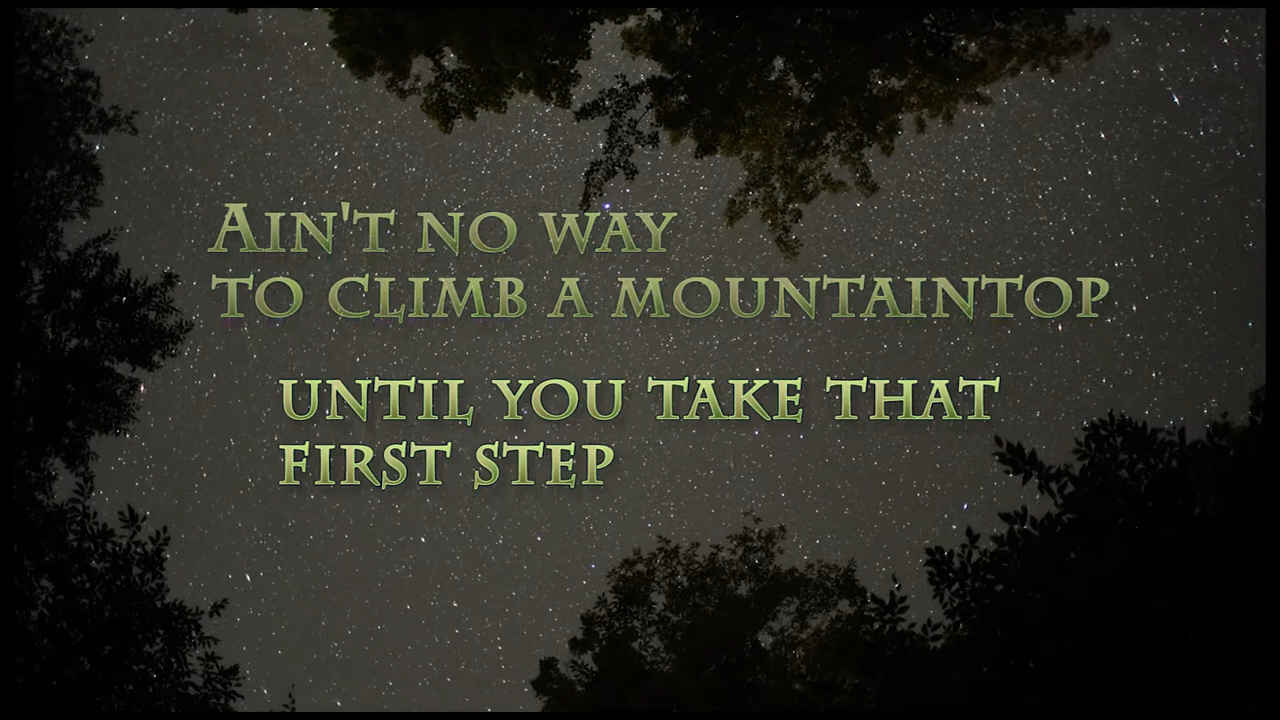 Ain't no way
to climb a mountaintop
until you take that
first step